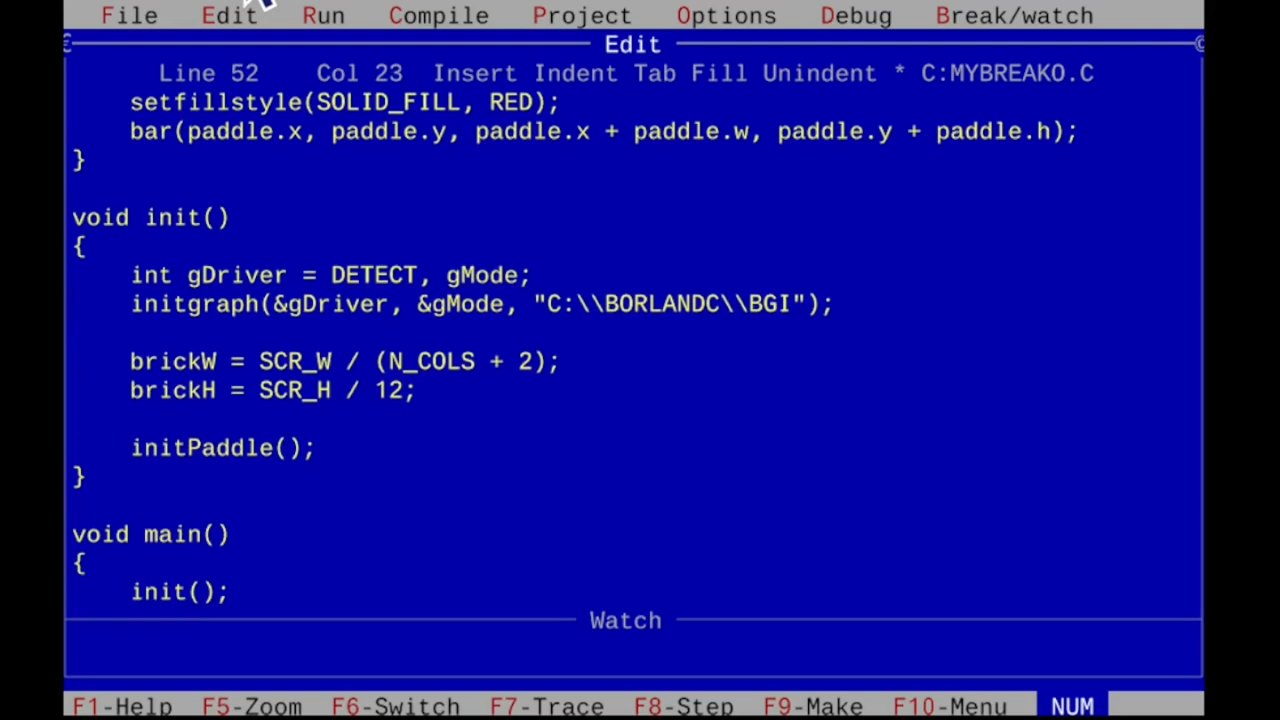 File Edit Run Compile Project Options Debug Break/watch
Edit
Line 52 Col 23 Insert Indent Tab Fill Unindent * C:MYBREAKO.C
setfillstyle(SOLID_FILL, RED);
bar(paddle.x, paddle.y, paddle.x + paddle.w, paddle.y + paddle.h);
}
void init()
{
int gDriver = DETECT, gMode;
initgraph(&gDriver, &gMode, "C:\\BORLANDC\\BGI");
brickW = SCR_W / (N_COLS + 2);
brickH = SCR_H / 12;
initPaddle();
}
void main()
{
init();
Watch
F1-Help F5-Zoom F6-Switch F7-Trace F8-Step F9-Make F10-Menu NUM